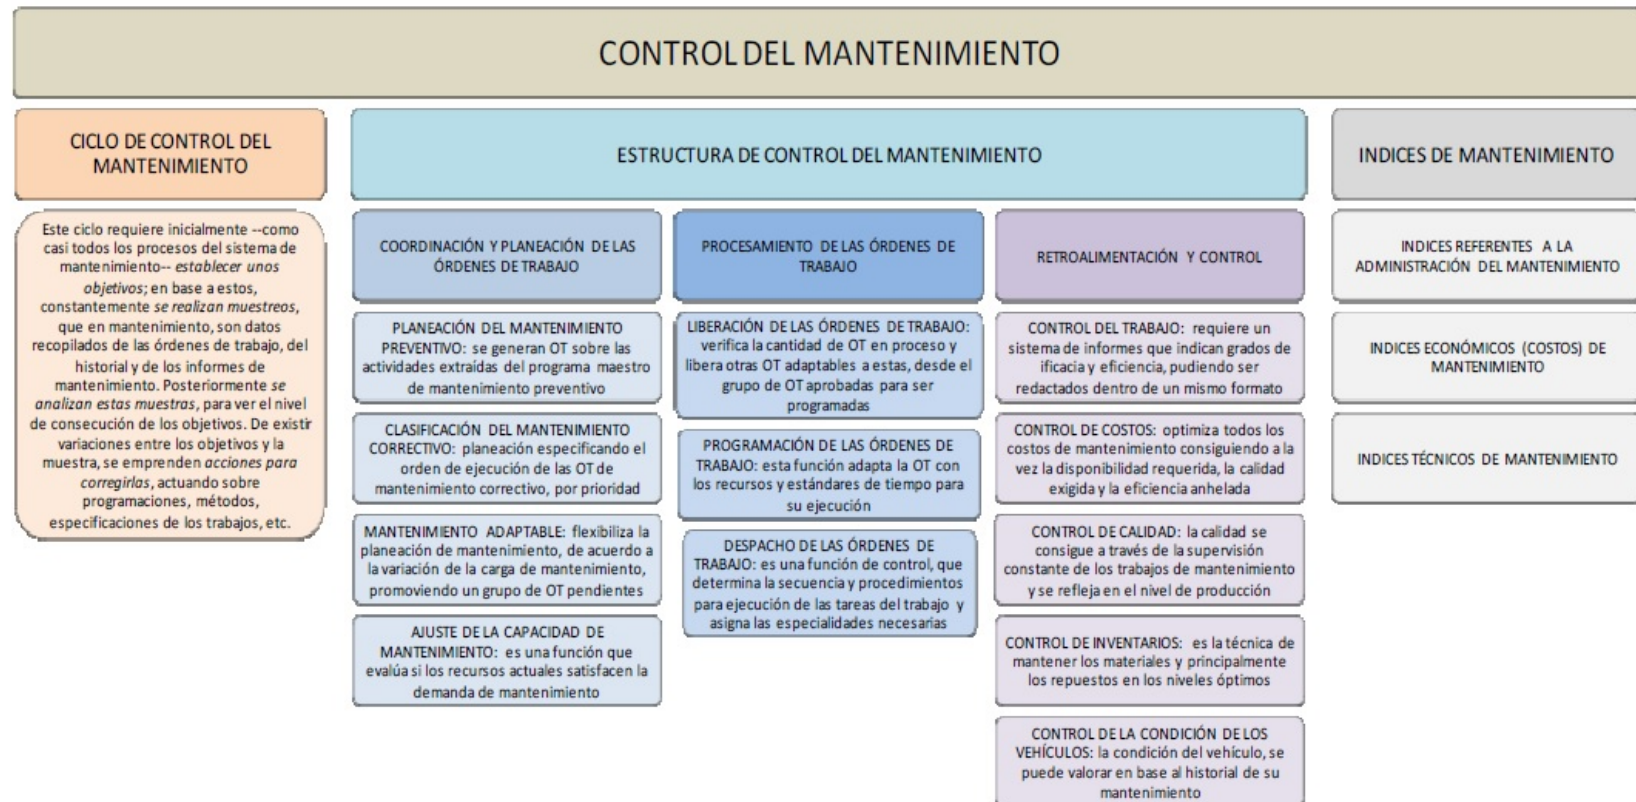 CONTROL DEL MANTENIMIENTO
CICLO DE CONTROL DEL
MANTENIMIENTO
Este ciclo requiere inicialmente --como
casi todos los procesos del sistema de
mantenimiento-- establecer unos
objetivos; en base a estos,
constantemente se realizan muestreos,
que en mantenimiento, son datos
recopilados de las órdenes de trabajo, del
historial y de los informes de
mantenimiento. Posteriormente se
analizan estas muestras, para ver el nivel
de consecución de los objetivos. De existir
variaciones entre los objetivos y la
muestra, se emprenden acciones para
corregirlas, actuando sobre
programaciones, métodos,
especificaciones de los trabajos, etc.
ESTRUCTURA DE CONTROL DEL MANTENIMIENTO
COORDINACIÓN Y PLANEACIÓN DE LAS
ÓRDENES DE TRABAJO
PLANEACIÓN DEL MANTENIMIENTO
PREVENTIVO: se generan OT sobre las
actividades extraídas del programa maestro
de mantenimiento preventivo
CLASIFICACIÓN DEL MANTENIMIENTO
CORRECTIVO: planeación especificando el
orden de ejecución de las OT de
mantenimiento correctivo, por prioridad
MANTENIMIENTO ADAPTABLE: flexibiliza la
planeación de mantenimiento, de acuerdo a
la variación de la carga de mantenimiento,
promoviendo un grupo de OT pendientes
AJUSTE DE LA CAPACIDAD DE
MANTENIMIENTO: es una función que
evalúa si los recursos actuales satisfacen la
demanda de mantenimiento
PROCESAMIENTO DE LAS ÓRDENES DE
TRABAJO
LIBERACIÓN DE LAS ÓRDENES DE TRABAJO:
verifica la cantidad de OT en proceso y
libera otras OT adaptables a estas, desde el
grupo de OT aprobadas para ser
programadas
PROGRAMACIÓN DE LAS ÓRDENES DE
TRABAJO: esta función adapta la OT con
los recursos y estándares de tiempo para
su ejecución
DESPACHO DE LAS ÓRDENES DE
TRABAJO: es una función de control, que
determina la secuencia y procedimientos
para ejecución de las tareas del trabajo y
asigna las especialidades necesarias
RETROALIMENTACIÓN Y CONTROL
CONTROL DEL TRABAJO: requiere un
sistema de informes que indican grados de
ificacia y eficiencia, pudiendo ser
redactados dentro de un mismo formato
CONTROL DE COSTOS: optimiza todos los
costos de mantenimiento consiguiendo a la
vez la disponibilidad requerida, la calidad
exigida y la eficiencia anhelada
CONTROL DE CALIDAD: la calidad se
consigue a través de la supervisión
constante de los trabajos de mantenimiento
y se refleja en el nivel de producción
CONTROL DE INVENTARIOS: es la técnica de
mantener los materiales y principalmente
los repuestos en los niveles óptimos
CONTROL DE LA CONDICIÓN DE LOS
VEHÍCULOS: la condición del vehículo, se
puede valorar en base al historial de su
mantenimiento
INDICES DE MANTENIMIENTO
INDICES REFERENTES A LA
ADMINISTRACIÓN DEL MANTENIMIENTO
INDICES ECONÓMICOS (COSTOS) DE
MANTENIMIENTO
INDICES TÉCNICOS DE MANTENIMIENTO